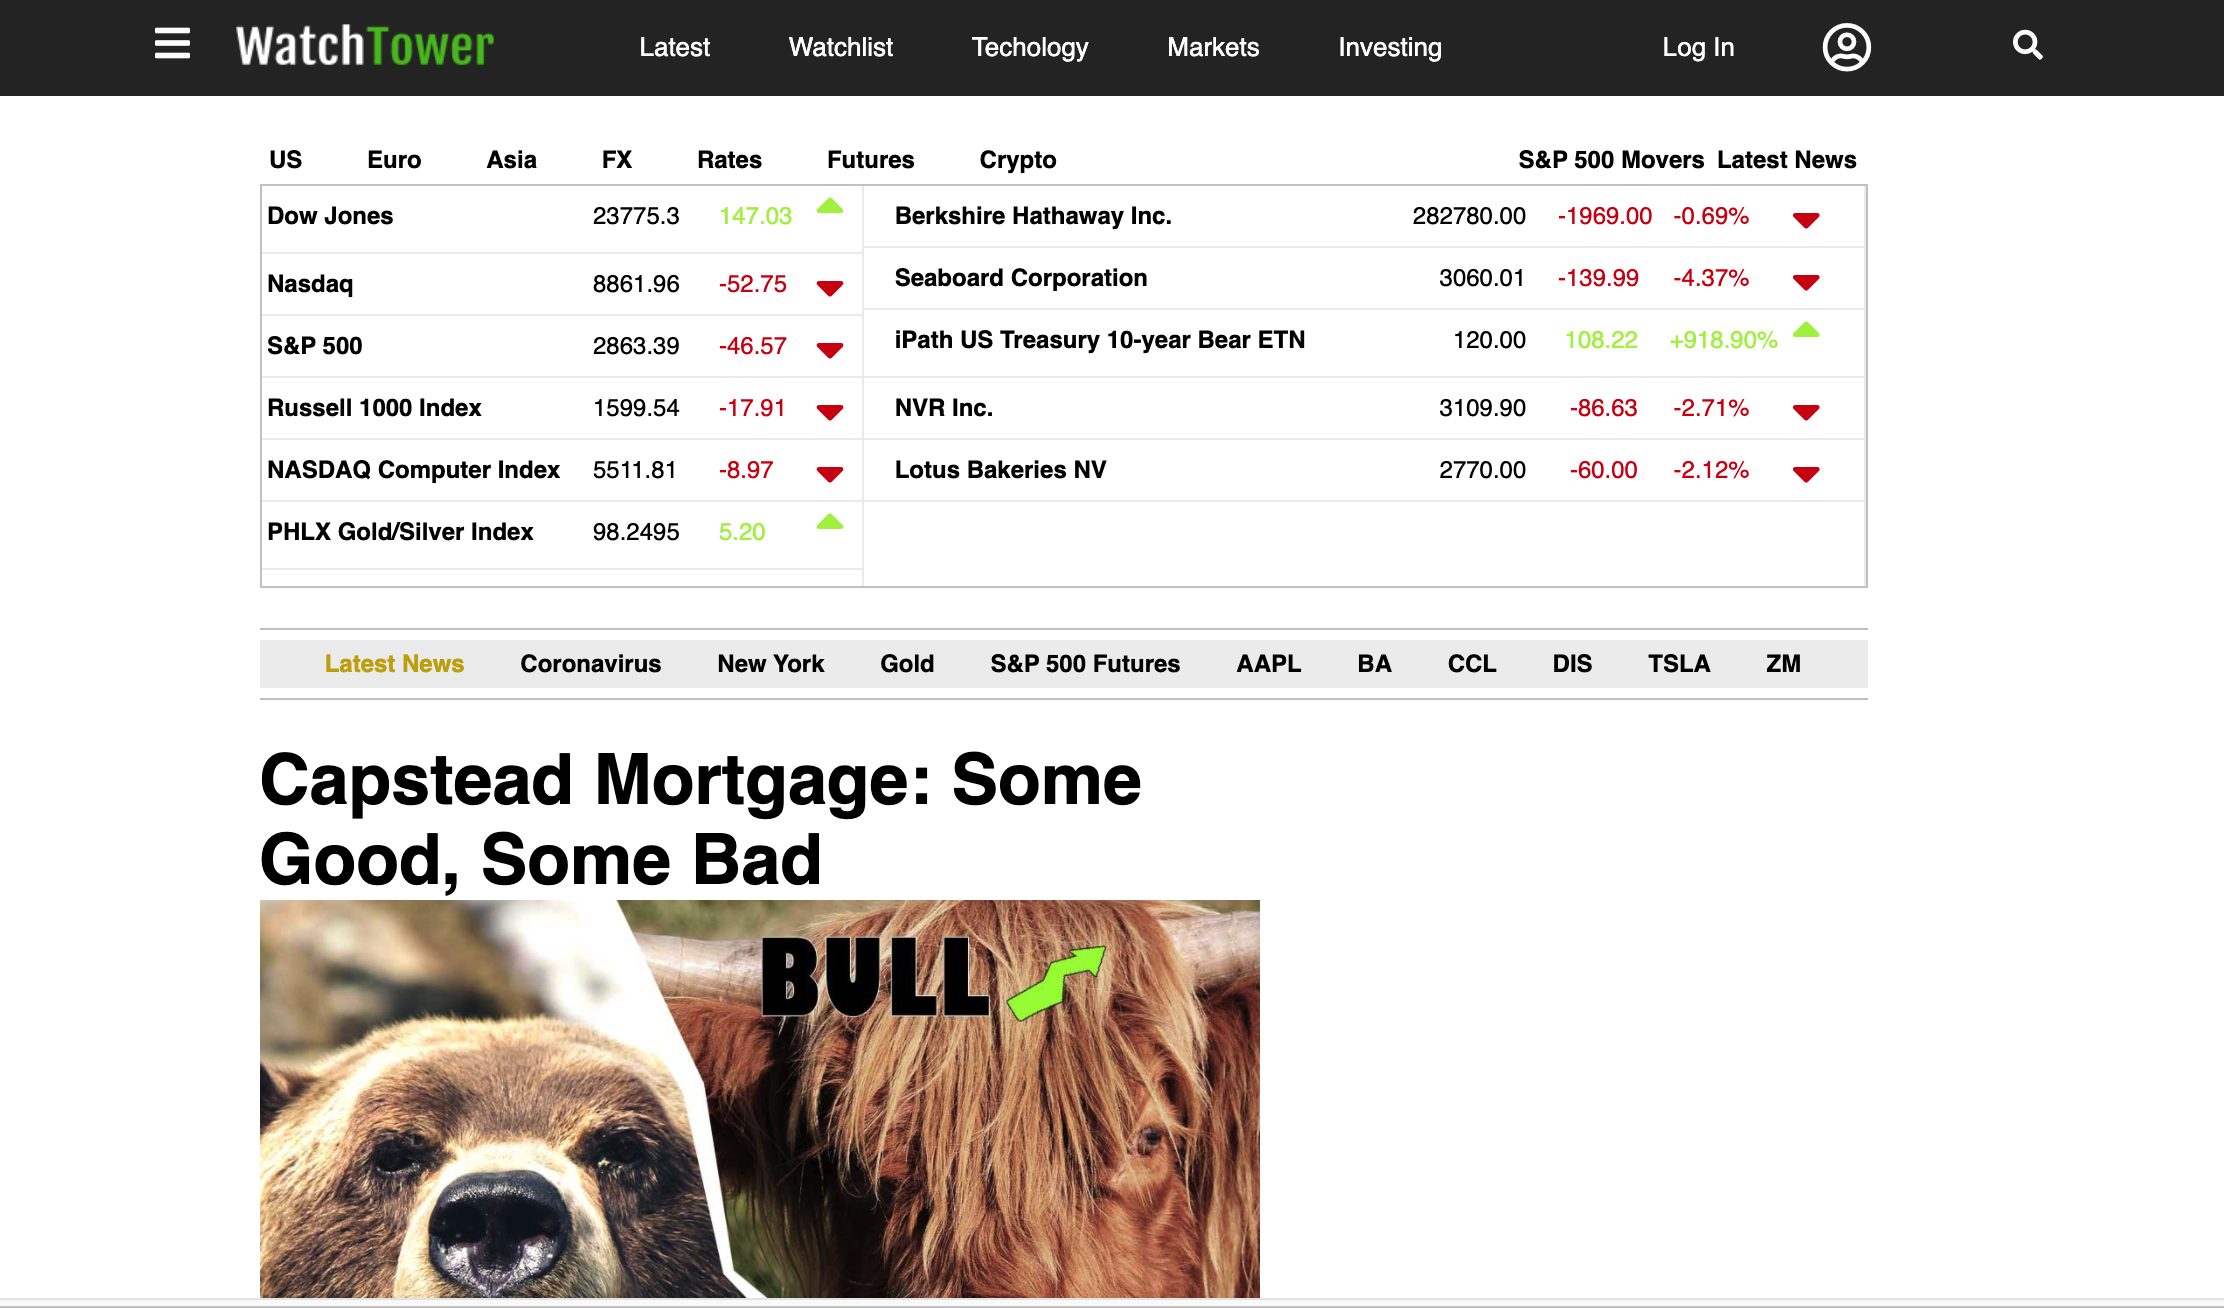 WatchTower Latest Watchlist Techology Markets Investing Log In
US Euro Asia FX Rates Futures Crypto S&P 500 Movers Latest News
Dow Jones 23775.3 147.03 Berkshire Hathaway Inc. 282780.00 -1969.00 -0.69%
Nasdaq 8861.96 -52.75 Seaboard Corporation 3060.01 -139.99 -4.37%
S&P 500 2863.39 -46.57 iPath US Treasury 10-year Bear ETN 120.00 108.22 +918.90%
Russell 1000 Index 1599.54 -17.91 NVR Inc. 3109.90 -86.63 -2.71%
NASDAQ Computer Index 5511.81 -8.97 Lotus Bakeries NV 2770.00 -60.00 -2.12%
PHLX Gold/Silver Index 98.2495 5.20
Latest News Coronavirus New York Gold S&P 500 Futures AAPL BA CCL DIS TSLA ZM
Capstead Mortgage: Some
Good, Some Bad
BULL